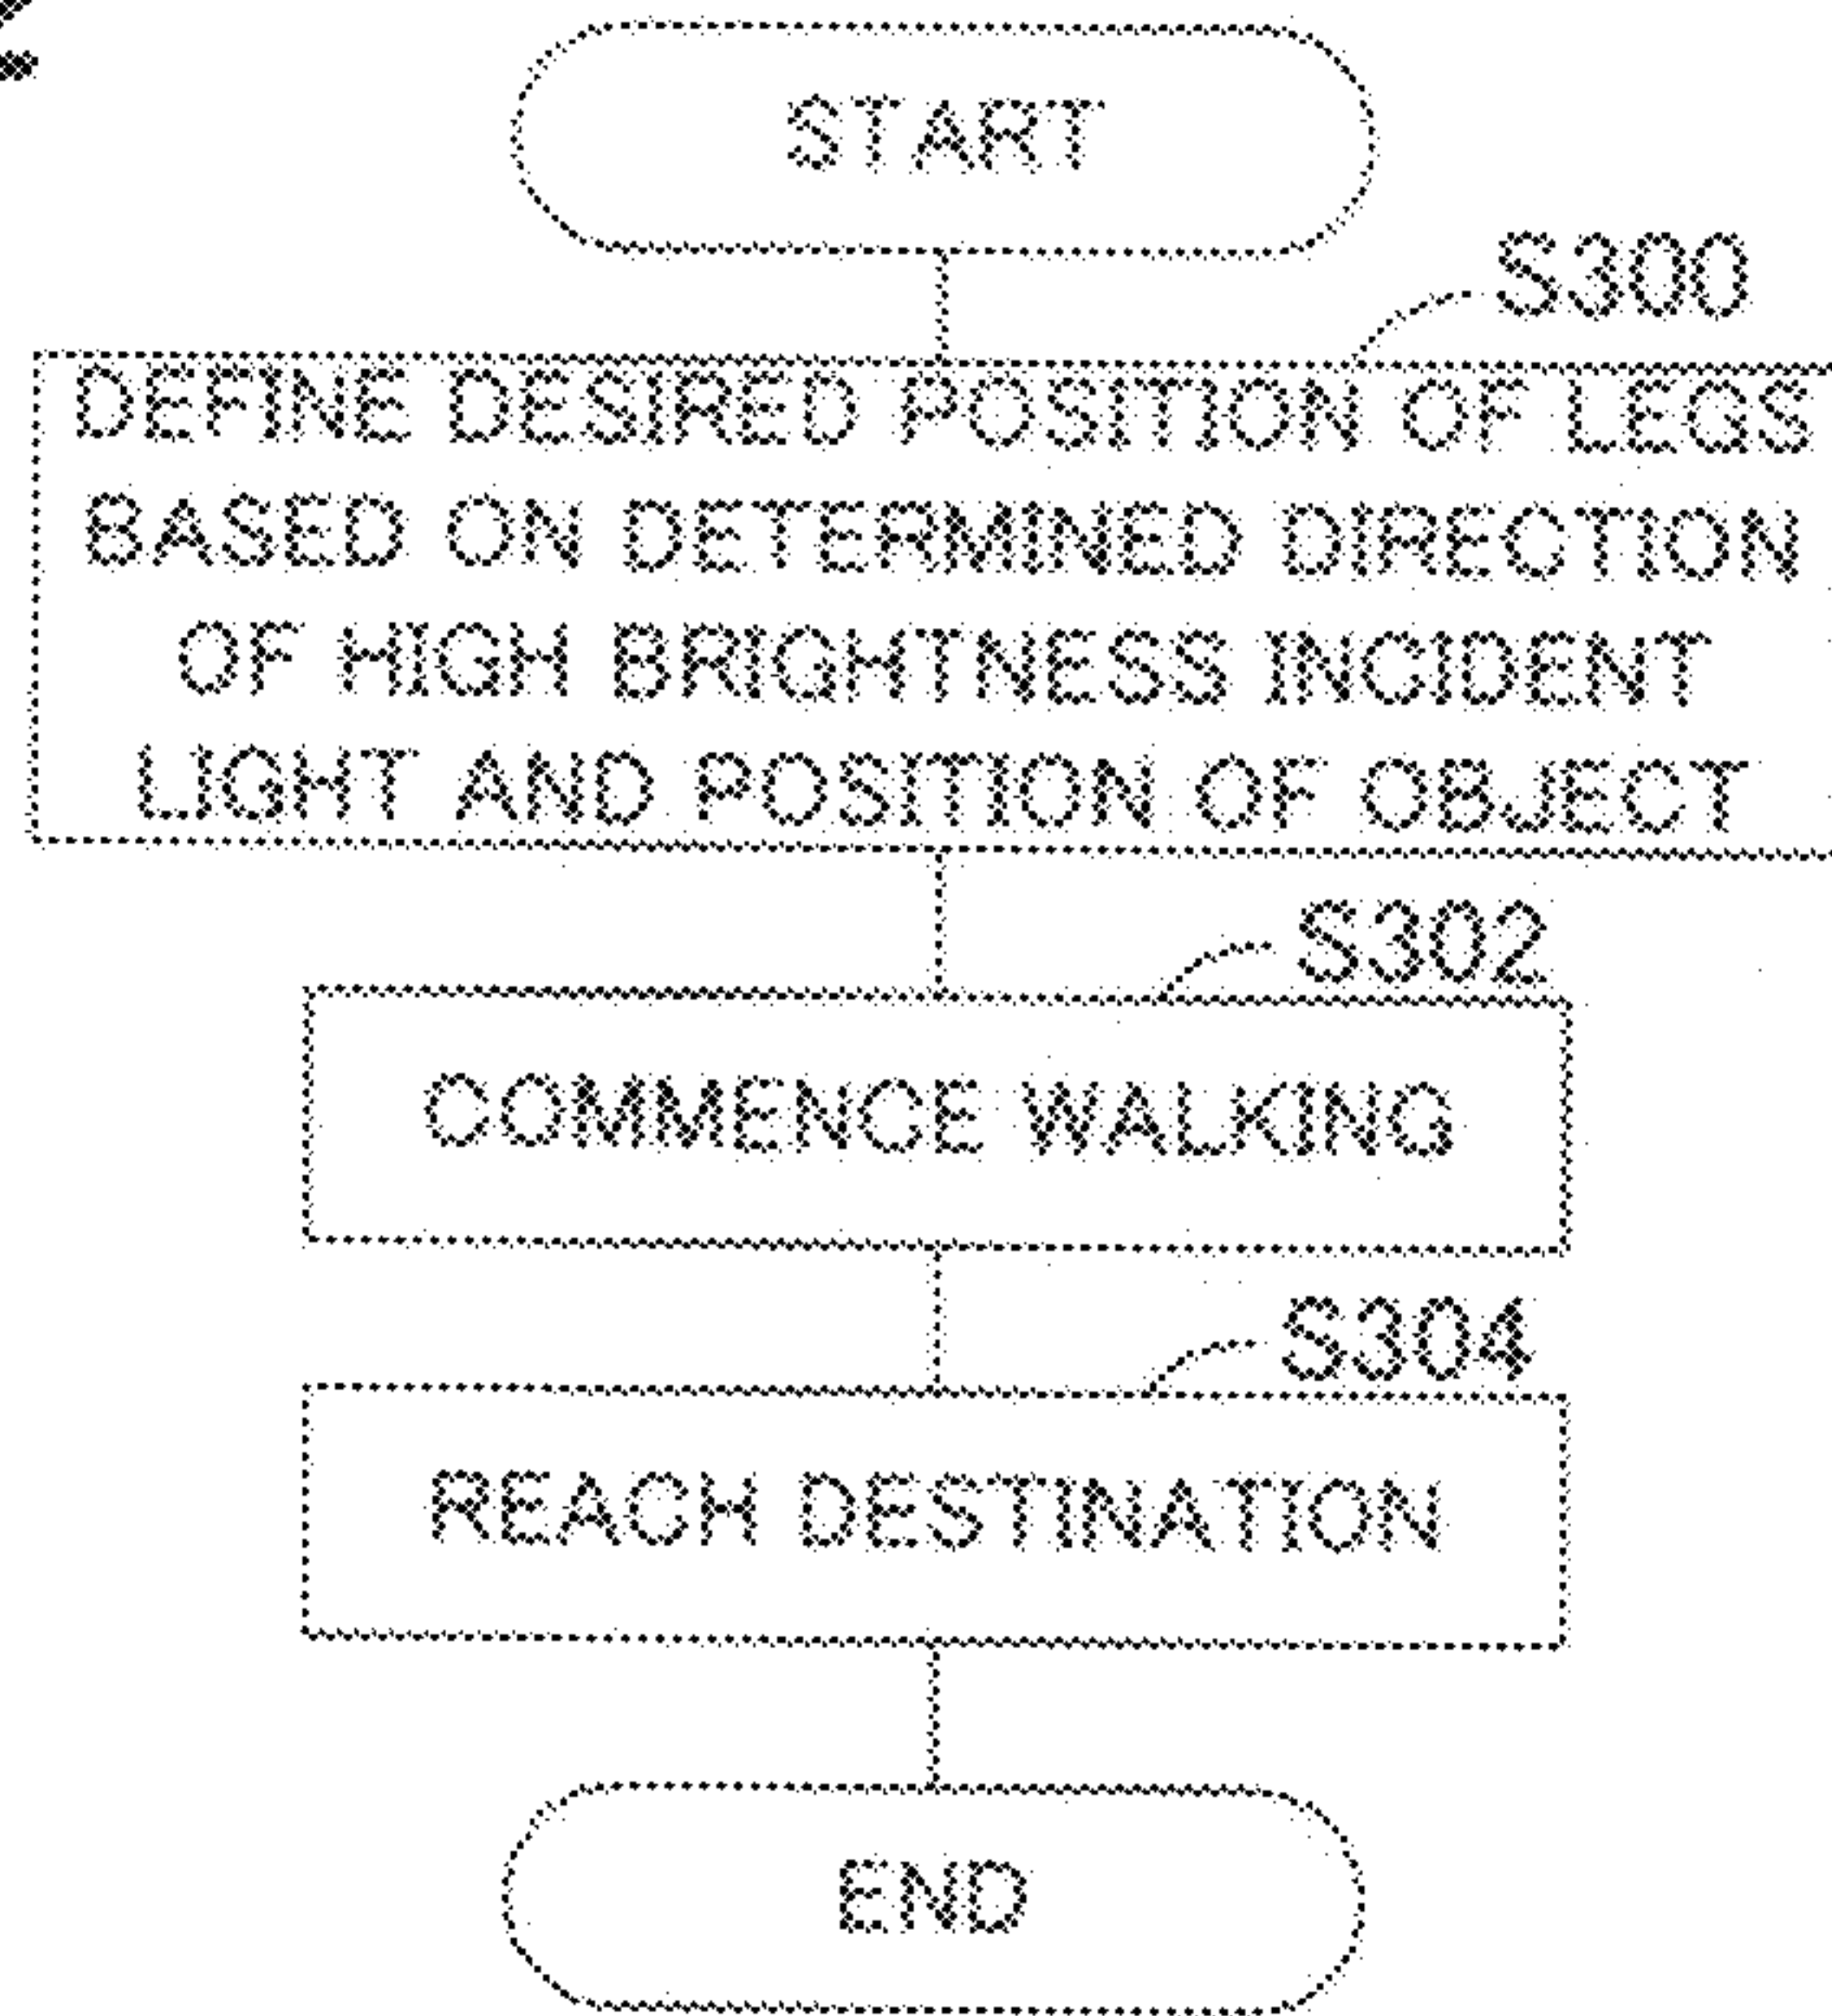 START
S300
DEFINE DESIRED POSITION OF LEGS
BASED ON DETERMINED DIRECTION
OF HIGH BRIGHTNESS INCIDENT
LIGHT AND POSITION OF OBJECT
S302
COMMENCE WALKING
S304
REACH DESTINATION
END